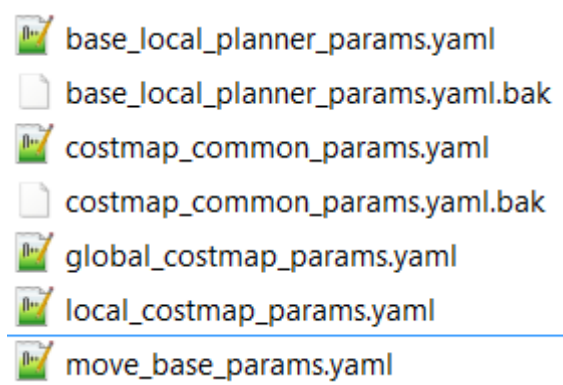 base_local_planner_params.yaml
base_local_planner_params.yaml.bak
costmap_common_params.yaml
costmap_common_params.yaml.bak
global_costmap_params.yaml
local_costmap_params.yaml
move_base_params.yaml